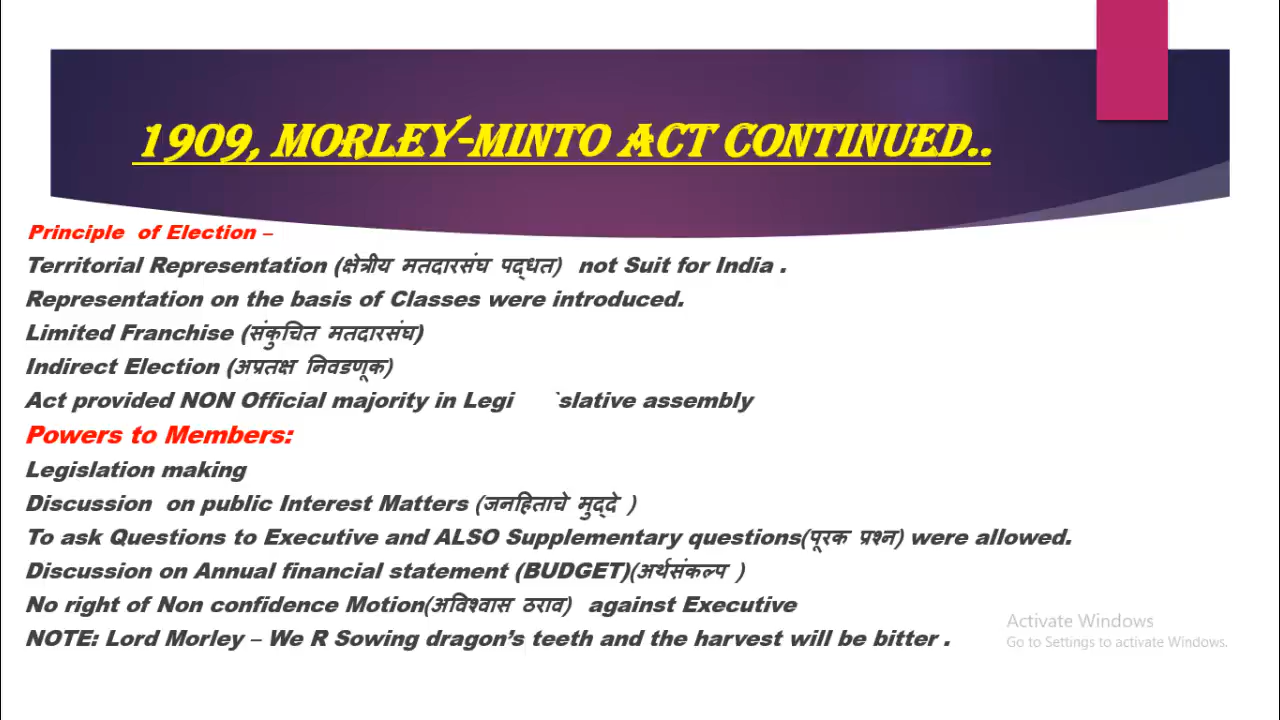 1909, MORLEY-MINTO ACT CONTINUED..
Principle of Election –
Territorial Representation (क्षेत्रीय मतदारसंघ पद्धत) not Suit for India .
Representation on the basis of Classes were introduced.
Limited Franchise (संकुचित मतदारसंघ)
Indirect Election (अप्रतक्ष निवडणूक)
Act provided NON Official majority in Legi `slative assembly
Powers to Members:
Legislation making
Discussion on public Interest Matters (जनहिताचे मुद्दे )
To ask Questions to Executive and ALSO Supplementary questions(पूरक प्रश्न) were allowed.
Discussion on Annual financial statement (BUDGET)(अर्थसंकल्प )
No right of Non confidence Motion(अविश्वास ठराव) against Executive
NOTE: Lord Morley – We R Sowing dragon’s teeth and the harvest will be bitter .
Activate Windows
Go to Settings to activate Windows.